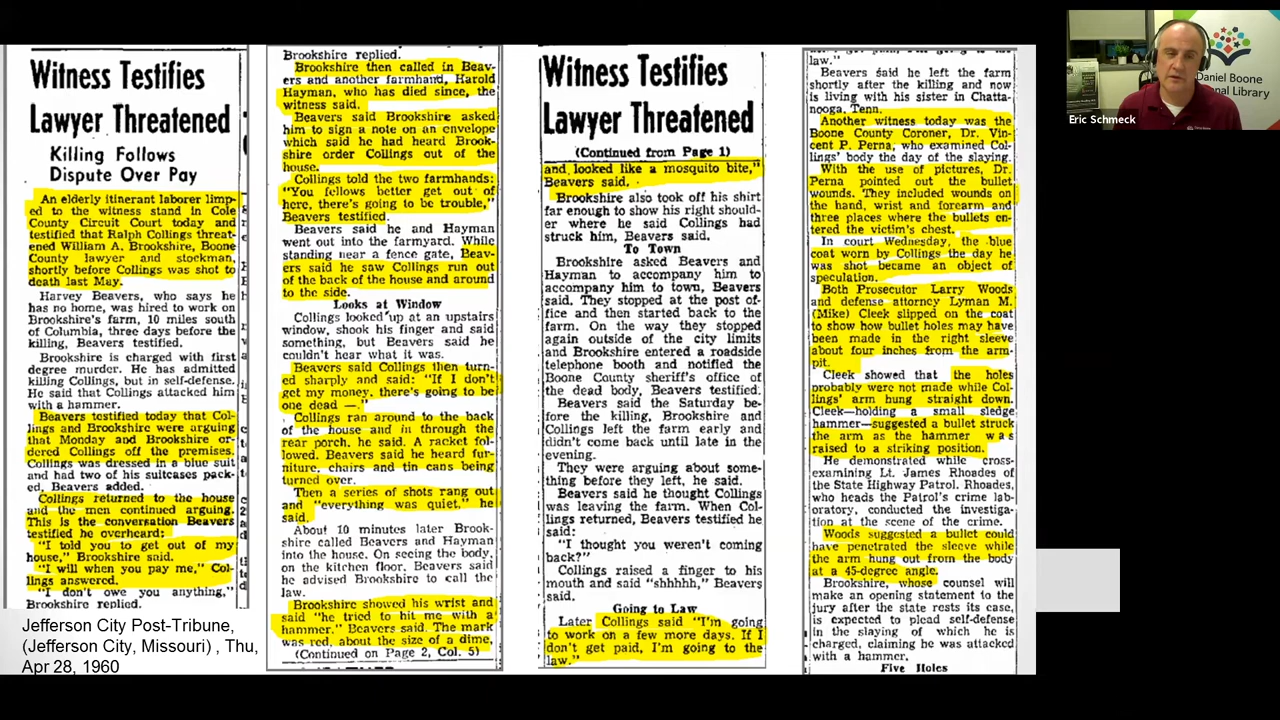 Witness Testifies
Lawyer Threatened
Killing Follows
Dispute Over Pay
An elderly itinerant laborer limp-
ed to the witness stand in Cole
County Circuit Court today and
testified that Ralph Collings threat-
ened William A. Brookshire, Boone
County lawyer and stockman,
shortly before Collings was shot to
death last May.
Harvey Beavers, who says he
has no home, was hired to work on
Brookshire's farm, 10 miles south
of Columbia, three days before the
killing, Beavers testified.
Brookshire is charged with first
degree murder. He has admitted
killing Collings, but in self-defense.
He said that Collings attacked him
with a hammer.
Beavers testified today that Col-
lings and Brookshire were arguing
that Monday and Brookshire or-
dered Collings off the premises.
Collings was dressed in a blue suit
and had two of his suitcases pack-
ed, Beavers added.
Collings returned to the house
and the men continued arguing.
This is the conversation Beavers
testified he overheard:
"I told you to get out of my
house," Brookshire said.
"I will when you pay me," Col-
lings answered.
"I don't owe you anything,"
Brookshire replied.
Jefferson City Post-Tribune,
(Jefferson City, Missouri) , Thu,
Apr 28, 1960
Brookshire replied.
Brookshire then called in Beav-
ers and another farmhand, Harold
Hayman, who has died since, the
witness said.
Beavers said Brookshire asked
him to sign a note on an envelope
which said he had heard Brook-
shire order Collings out of the
house.
Collings told the two farmhands:
"You fellows better get out of
here, there's going to be trouble,"
Beavers testified.
Beavers said he and Hayman
went out into the farmyard. While
standing near a fence gate, Beav-
ers said he saw Collings run out
of the back of the house and around
to the side.
Looks at Window
Collings looked up at an upstairs
window, shook his finger and said
something, but Beavers said he
couldn't hear what it was.
Beavers said Collings then turn-
ed sharply and said: "If I don't
get my money, there's going to be
one dead —."
Collings ran around to the back
of the house and in through the
rear porch, he said. A racket fol-
lowed. Beavers said he heard fur-
niture, chairs and tin cans being
turned over.
Then a series of shots rang out
and "everything was quiet," he
said.
About 10 minutes later Brook-
shire called Beavers and Hayman
into the house. On seeing the body,
on the kitchen floor, Beavers said
he advised Brookshire to call the
law.
Brookshire showed his wrist and
said "he tried to hit me with a
hammer." Beavers said. The mark
was red, about the size of a dime,
(Continued on Page 2, Col. 5)
Witness Testifies
Lawyer Threatened
(Continued from Page 1)
and looked like a mosquito bite,"
Beavers said.
Brookshire also took off his shirt
far enough to show his right should-
er where he said Collings had
struck him, Beavers said.
To Town
Brookshire asked Beavers and
Hayman to accompany him to
accompany him to town, Beavers
said. They stopped at the post of-
fice and then started back to the
farm. On the way they stopped
again outside of the city limits
and Brookshire entered a roadside
telephone booth and notified the
Boone County sheriff's office of
the dead body, Beavers testified.
Beavers said the Saturday be-
fore the killing, Brookshire and
Collings left the farm early and
didn't come back until late in the
evening.
They were arguing about some-
thing before they left, he said.
Beavers said he thought Collings
was leaving the farm. When Col-
lings returned, Beavers testified he
said:
"I thought you weren't coming
back?"
Collings raised a finger to his
mouth and said "shhhhh," Beavers
said.
Going to Law
Later Collings said "I'm going
to work on a few more days. If I
don't get paid, I'm going to the
law."
law."
Beavers said he left the farm
shortly after the killing and now
is living with his sister in Chatta-
nooga, Tenn.
Another witness today was the
Boone County Coroner, Dr. Vin-
cent P. Perna, who examined Col-
lings' body the day of the slaying.
With the use of pictures, Dr.
Perna pointed out the bullet
wounds. They included wounds on
the hand, wrist and forearm and
three places where the bullets en-
tered the victim's chest.
In court Wednesday, the blue
coat worn by Collings the day he
was shot became an object of
speculation.
Both Prosecutor Larry Woods
and defense attorney Lyman M.
(Mike) Cleek slipped on the coat
to show how bullet holes may have
been made in the right sleeve
about four inches from the arm-
pit.
Cleek showed that the holes
probably were not made while Col-
lings' arm hung straight down.
Cleek—holding a small sledge
hammer—suggested a bullet struck
the arm as the hammer was
raised to a striking position.
He demonstrated while cross-
examining Lt. James Rhoades of
the State Highway Patrol. Rhoades,
who heads the Patrol's crime lab-
oratory, conducted the investiga-
tion at the scene of the crime.
Woods suggested a bullet could
have penetrated the sleeve while
the arm hung out from the body
at a 45-degree angle.
Brookshire, whose counsel will
make an opening statement to the
jury after the state rests its case,
is expected to plead self-defense
in the slaying of which he is
charged, claiming he was attacked
with a hammer.
Five Holes
Daniel Boone
Library
Eric Schmeck